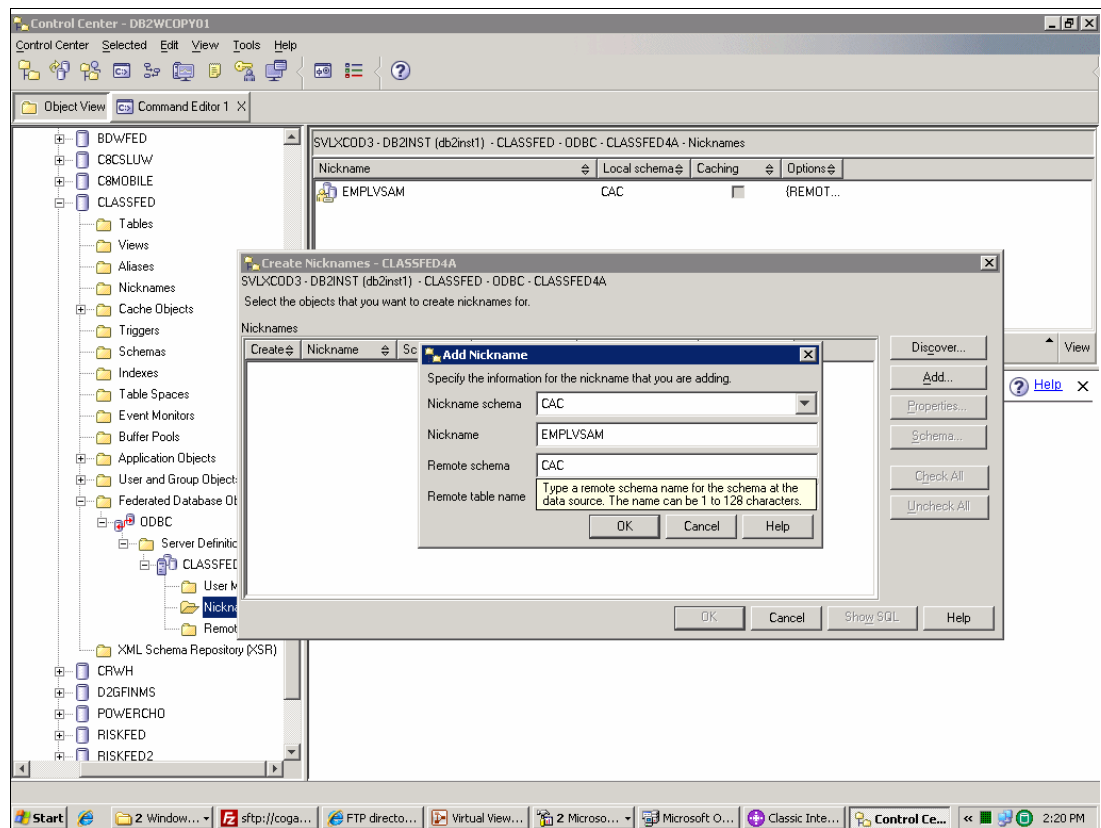 Control Center - DB2WCOPY01
Control Center Selected Edit View Tools Help
Object View Command Editor 1 X
BDWFED
C8CSLUW
C8MOBILE
CLASSFED
Tables
Views
Aliases
Nicknames
Cache Objects
Triggers
Schemas
Indexes
Table Spaces
Event Monitors
Buffer Pools
Application Objects
User and Group Object
Federated Database Ob
ODBC
Server Definitio
CLASSFED
User M
Nickna
Remot
XML Schema Repository (XSR)
CRWH
D2GFINMS
POWERCHO
RISKFED
RISKFED2
SVLXCOD3 - DB2INST (db2inst1) - CLASSFED - ODBC - CLASSFED4A - Nicknames
Nickname Local schema Caching Options
EMPLVSAM CAC {REMOT...
View
Help
Create Nicknames - CLASSFED4A
SVLXCOD3 - DB2INST (db2inst1) - CLASSFED - ODBC - CLASSFED4A
Select the objects that you want to create nicknames for.
Nicknames
Create Nickname Sc
Discover...
Add...
Properties...
Schema...
Check All
Uncheck All
OK Cancel Show SQL Help
Add Nickname
Specify the information for the nickname that you are adding.
Nickname schema CAC
Nickname EMPLVSAM
Remote schema CAC
Remote table name
Type a remote schema name for the schema at the
data source. The name can be 1 to 128 characters.
OK Cancel Help
Start 2 Window... sftp://coga... FTP directo... Virtual View... 2 Microso... Microsoft O... Classic Inte... Control Ce... « 2:20 PM